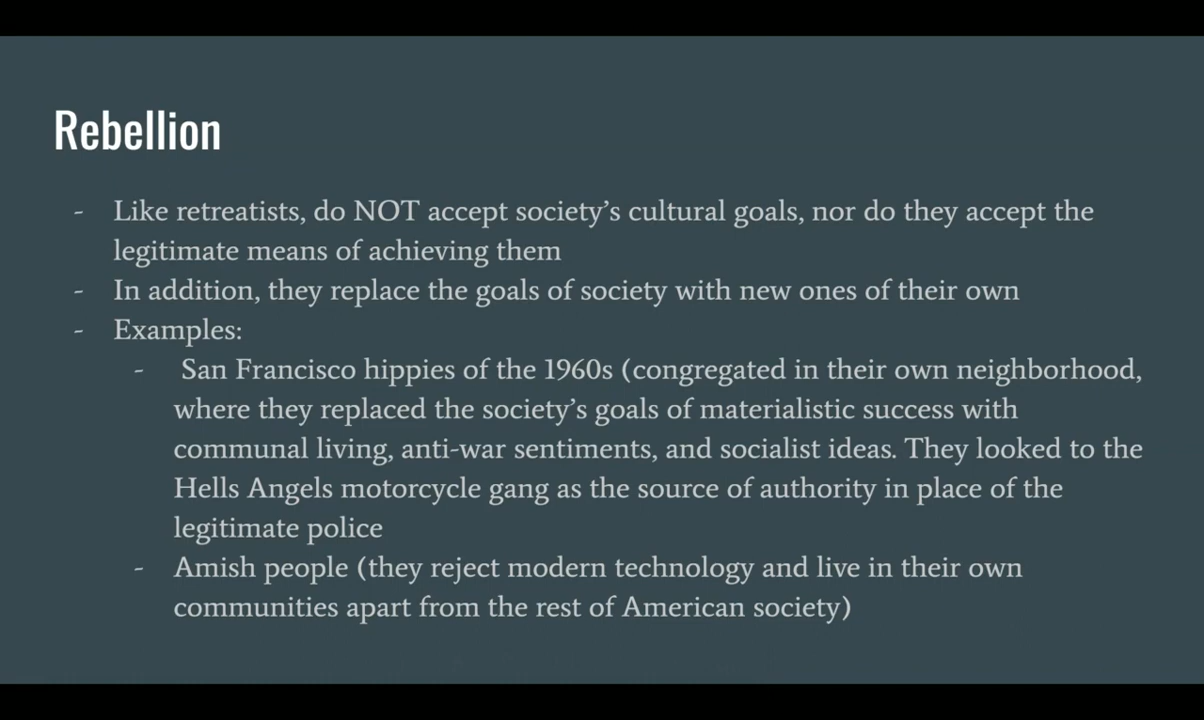 Rebellion
- Like retreatists, do NOT accept society’s cultural goals, nor do they accept the
legitimate means of achieving them
- In addition, they replace the goals of society with new ones of their own
- Examples:
- San Francisco hippies of the 1960s (congregated in their own neighborhood,
where they replaced the society’s goals of materialistic success with
communal living, anti-war sentiments, and socialist ideas. They looked to the
Hells Angels motorcycle gang as the source of authority in place of the
legitimate police
- Amish people (they reject modern technology and live in their own
communities apart from the rest of American society)